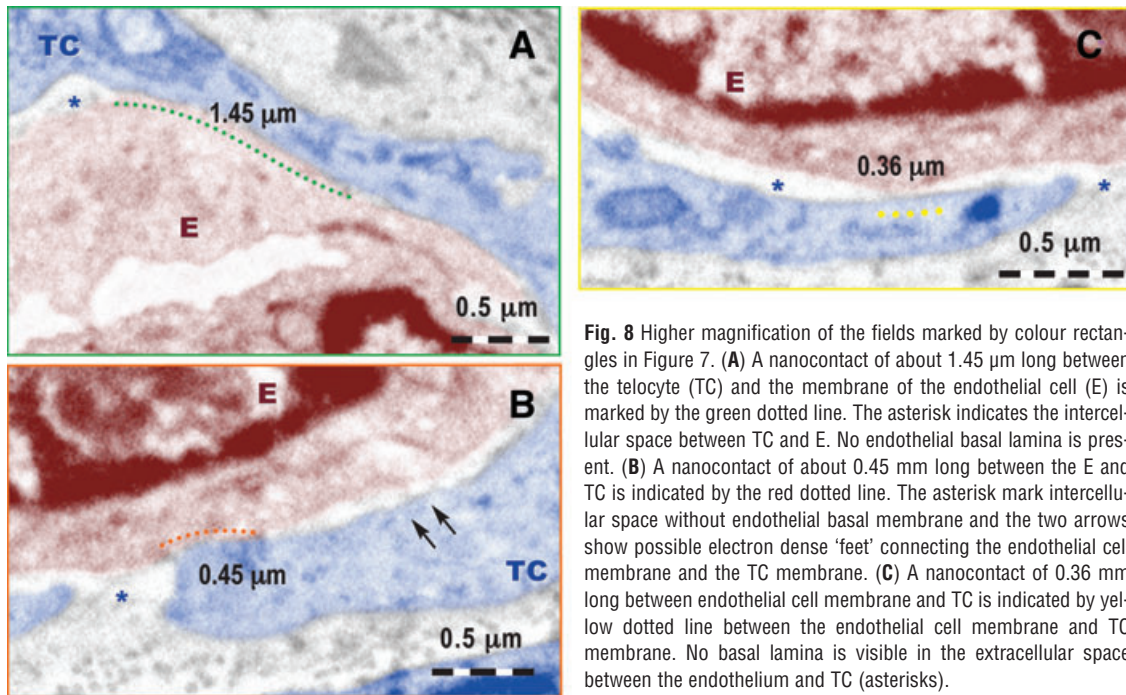 TC
A
*
1.45 µm
E
0.5 µm
E
B
0.45 µm
*
TC
0.5 µm
C
E
0.36 µm
*
*
0.5 µm
Fig. 8 Higher magnification of the fields marked by colour rectan-
gles in Figure 7. (A) A nanocontact of about 1.45 µm long between
the telocyte (TC) and the membrane of the endothelial cell (E) is
marked by the green dotted line. The asterisk indicates the intercel-
lular space between TC and E. No endothelial basal lamina is pres-
ent. (B) A nanocontact of about 0.45 mm long between the E and
TC is indicated by the red dotted line. The asterisk mark intercellu-
lar space without endothelial basal membrane and the two arrows
show possible electron dense ‘feet’ connecting the endothelial cell
membrane and the TC membrane. (C) A nanocontact of 0.36 mm
long between endothelial cell membrane and TC is indicated by yel-
low dotted line between the endothelial cell membrane and TC
membrane. No basal lamina is visible in the extracellular space
between the endothelium and TC (asterisks).